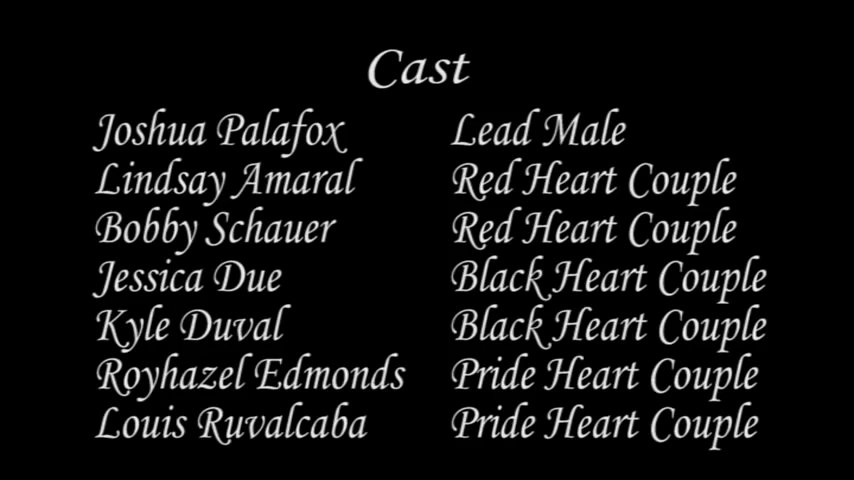 Cast
Joshua Palafox Lead Male
Lindsay Amaral Red Heart Couple
Bobby Schauer Red Heart Couple
Jessica Due Black Heart Couple
Kyle Duval Black Heart Couple
Royhazel Edmonds Pride Heart Couple
Louis Ruvalcaba Pride Heart Couple